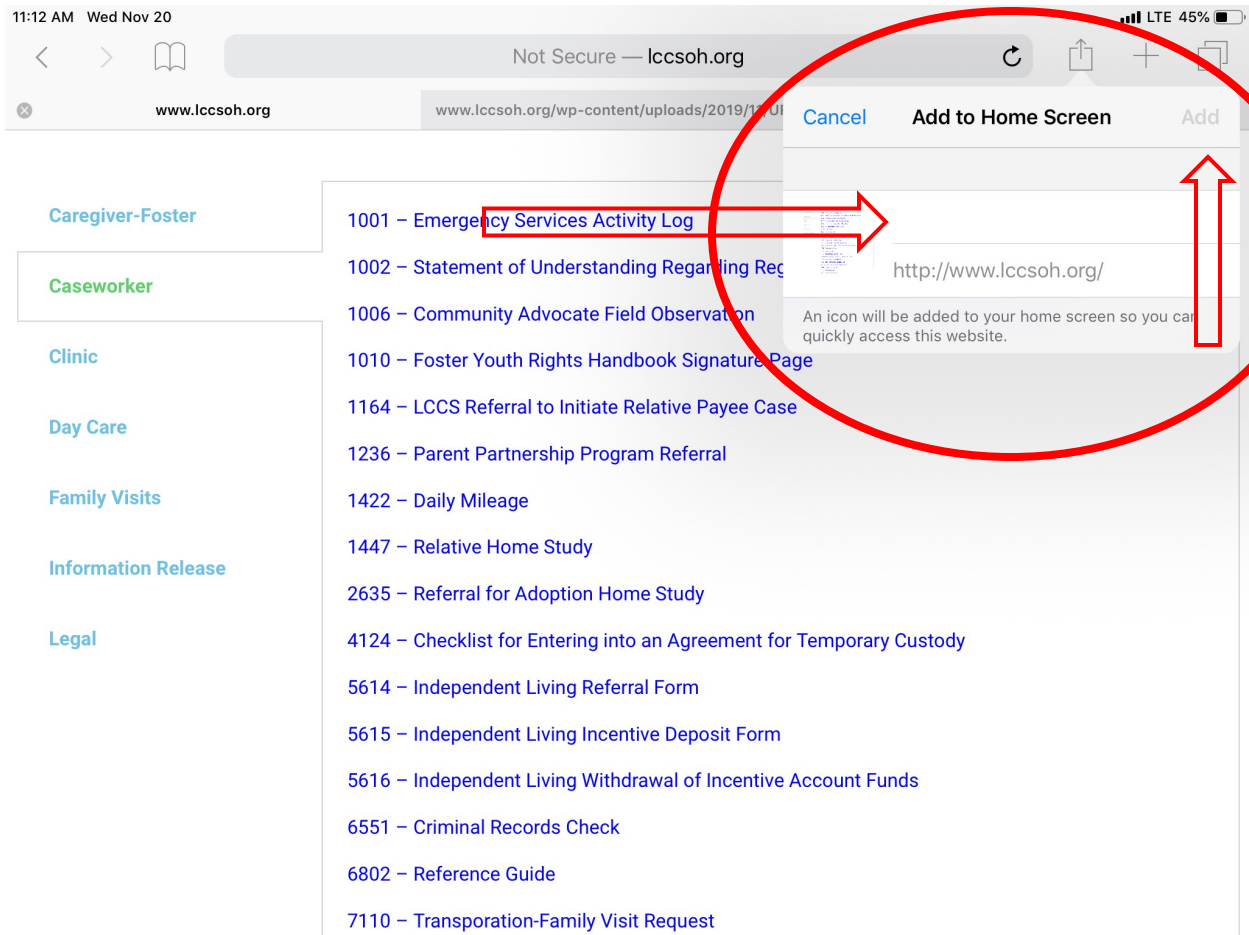 11:12 AM Wed Nov 20
LTE 45%
Not Secure — lccsoh.org
www.lccsoh.org
www.lccsoh.org/wp-content/uploads/2019/11/U
Cancel
Add to Home Screen
Add
http://www.lccsoh.org/
An icon will be added to your home screen so you can
quickly access this website.
Caregiver-Foster
Caseworker
Clinic
Day Care
Family Visits
Information Release
Legal
1001 – Emergency Services Activity Log
1002 – Statement of Understanding Regarding Reg
1006 – Community Advocate Field Observation
1010 – Foster Youth Rights Handbook Signature Page
1164 – LCCS Referral to Initiate Relative Payee Case
1236 – Parent Partnership Program Referral
1422 – Daily Mileage
1447 – Relative Home Study
2635 – Referral for Adoption Home Study
4124 – Checklist for Entering into an Agreement for Temporary Custody
5614 – Independent Living Referral Form
5615 – Independent Living Incentive Deposit Form
5616 – Independent Living Withdrawal of Incentive Account Funds
6551 – Criminal Records Check
6802 – Reference Guide
7110 – Transporation-Family Visit Request